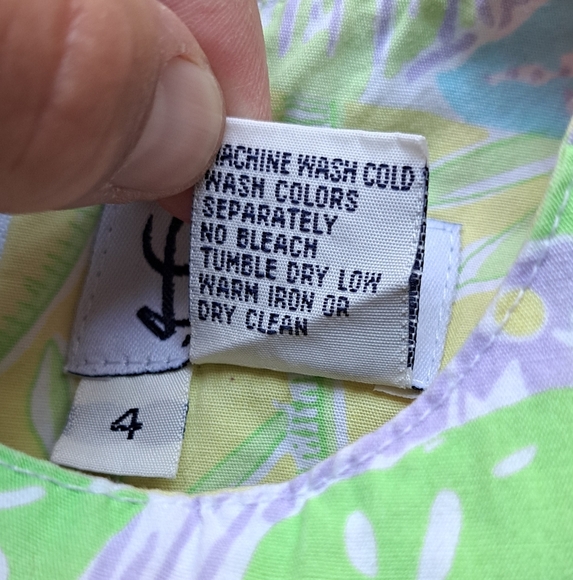 MACHINE WASH COLD
WASH COLORS
SEPARATELY
NO BLEACH
TUMBLE DRY LOW
WARM IRON OR
DRY CLEAN
4